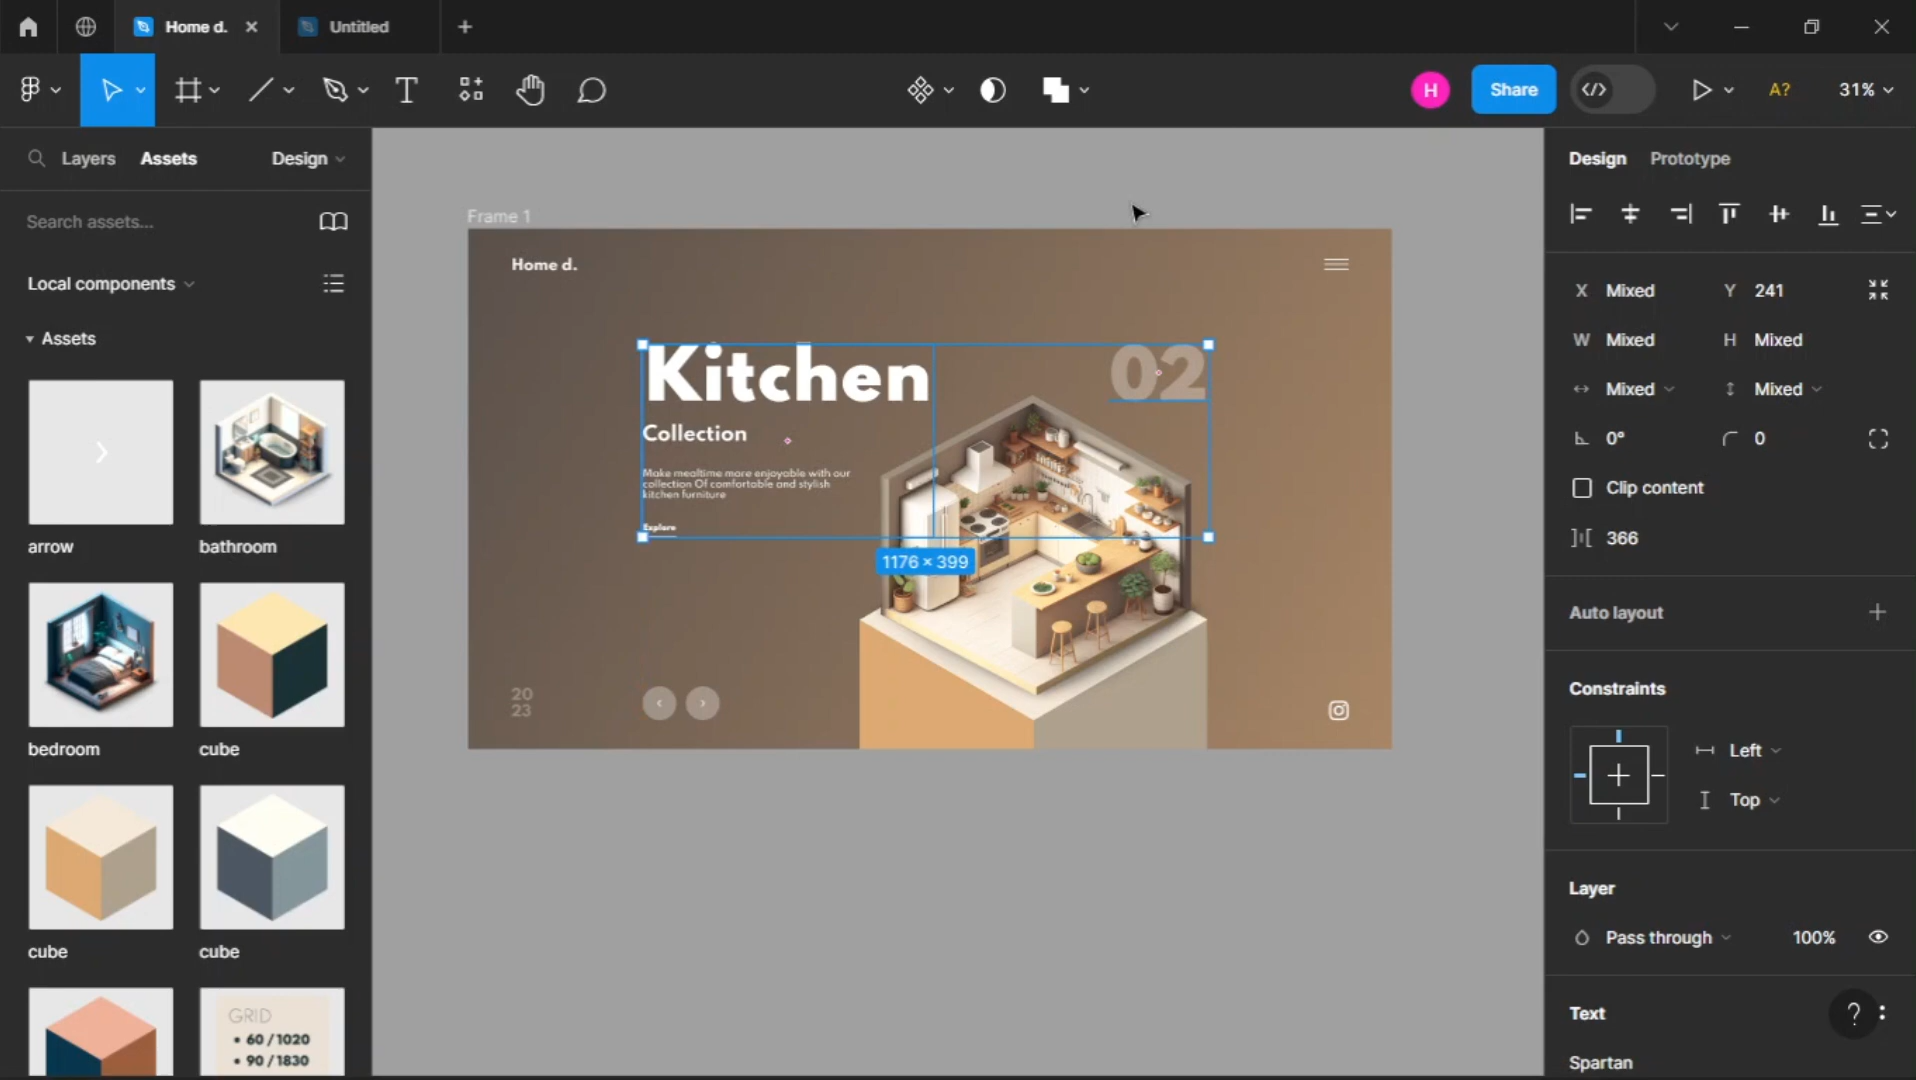 Home d.
Untitled
H
Share
A?
31%
Layers
Assets
Design
Search assets...
Local components
Assets
arrow
bathroom
bedroom
cube
cube
cube
GRID
• 60 / 1020
• 90 / 1830
Frame 1
Home d.
Kitchen
02
Collection
Make mealtime more enjoyable with our
collection Of comfortable and stylish
kitchen furniture
Explore
1176 × 399
20
23
Design
Prototype
X Mixed
Y 241
W Mixed
H Mixed
Mixed
Mixed
0°
0
Clip content
366
Auto layout
Constraints
Left
Top
Layer
Pass through
100%
Text
?
Spartan